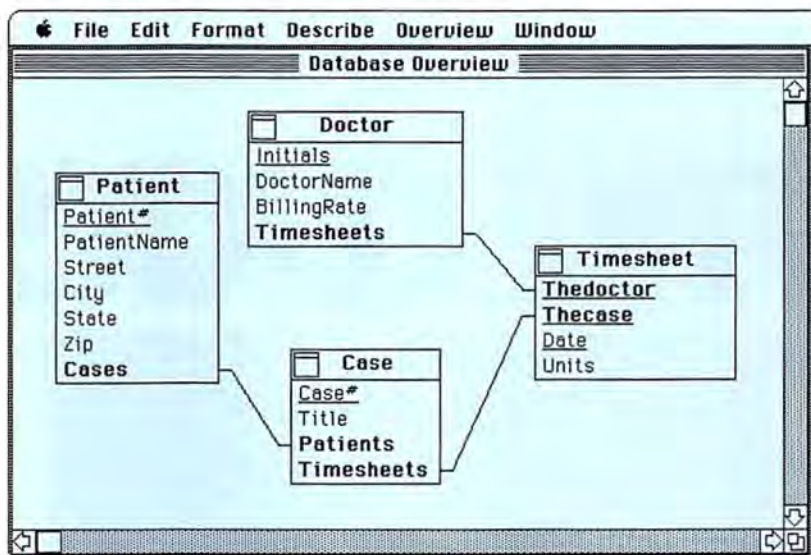 File Edit Format Describe Overview Window
Database Overview
Patient
Patient#
PatientName
Street
City
State
Zip
Cases
Doctor
Initials
DoctorName
BillingRate
Timesheets
Case
Case#
Title
Patients
Timesheets
Timesheet
Thedoctor
Thecase
Date
Units